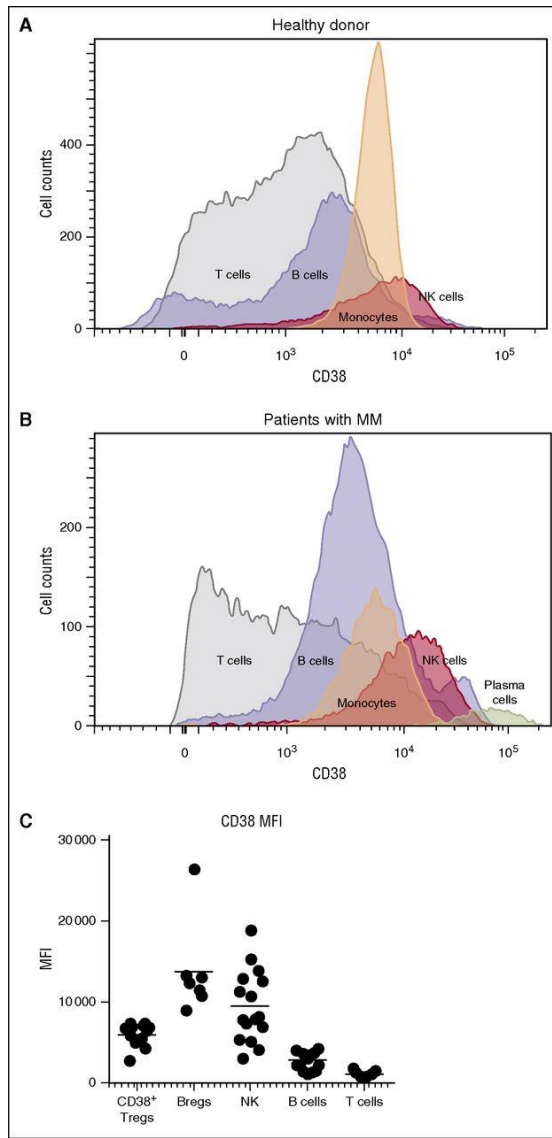 A
Healthy donor
Cell counts
400
200
0
T cells
B cells
NK cells
Monocytes
0
10³
10⁴
10⁵
CD38
B
Patients with MM
Cell counts
200
100
0
T cells
B cells
NK cells
Monocytes
Plasma
cells
0
10³
10⁴
10⁵
CD38
C
CD38 MFI
MFI
30 000
20 000
10 000
0
CD38⁺
Tregs
Bregs
NK
B cells
T cells